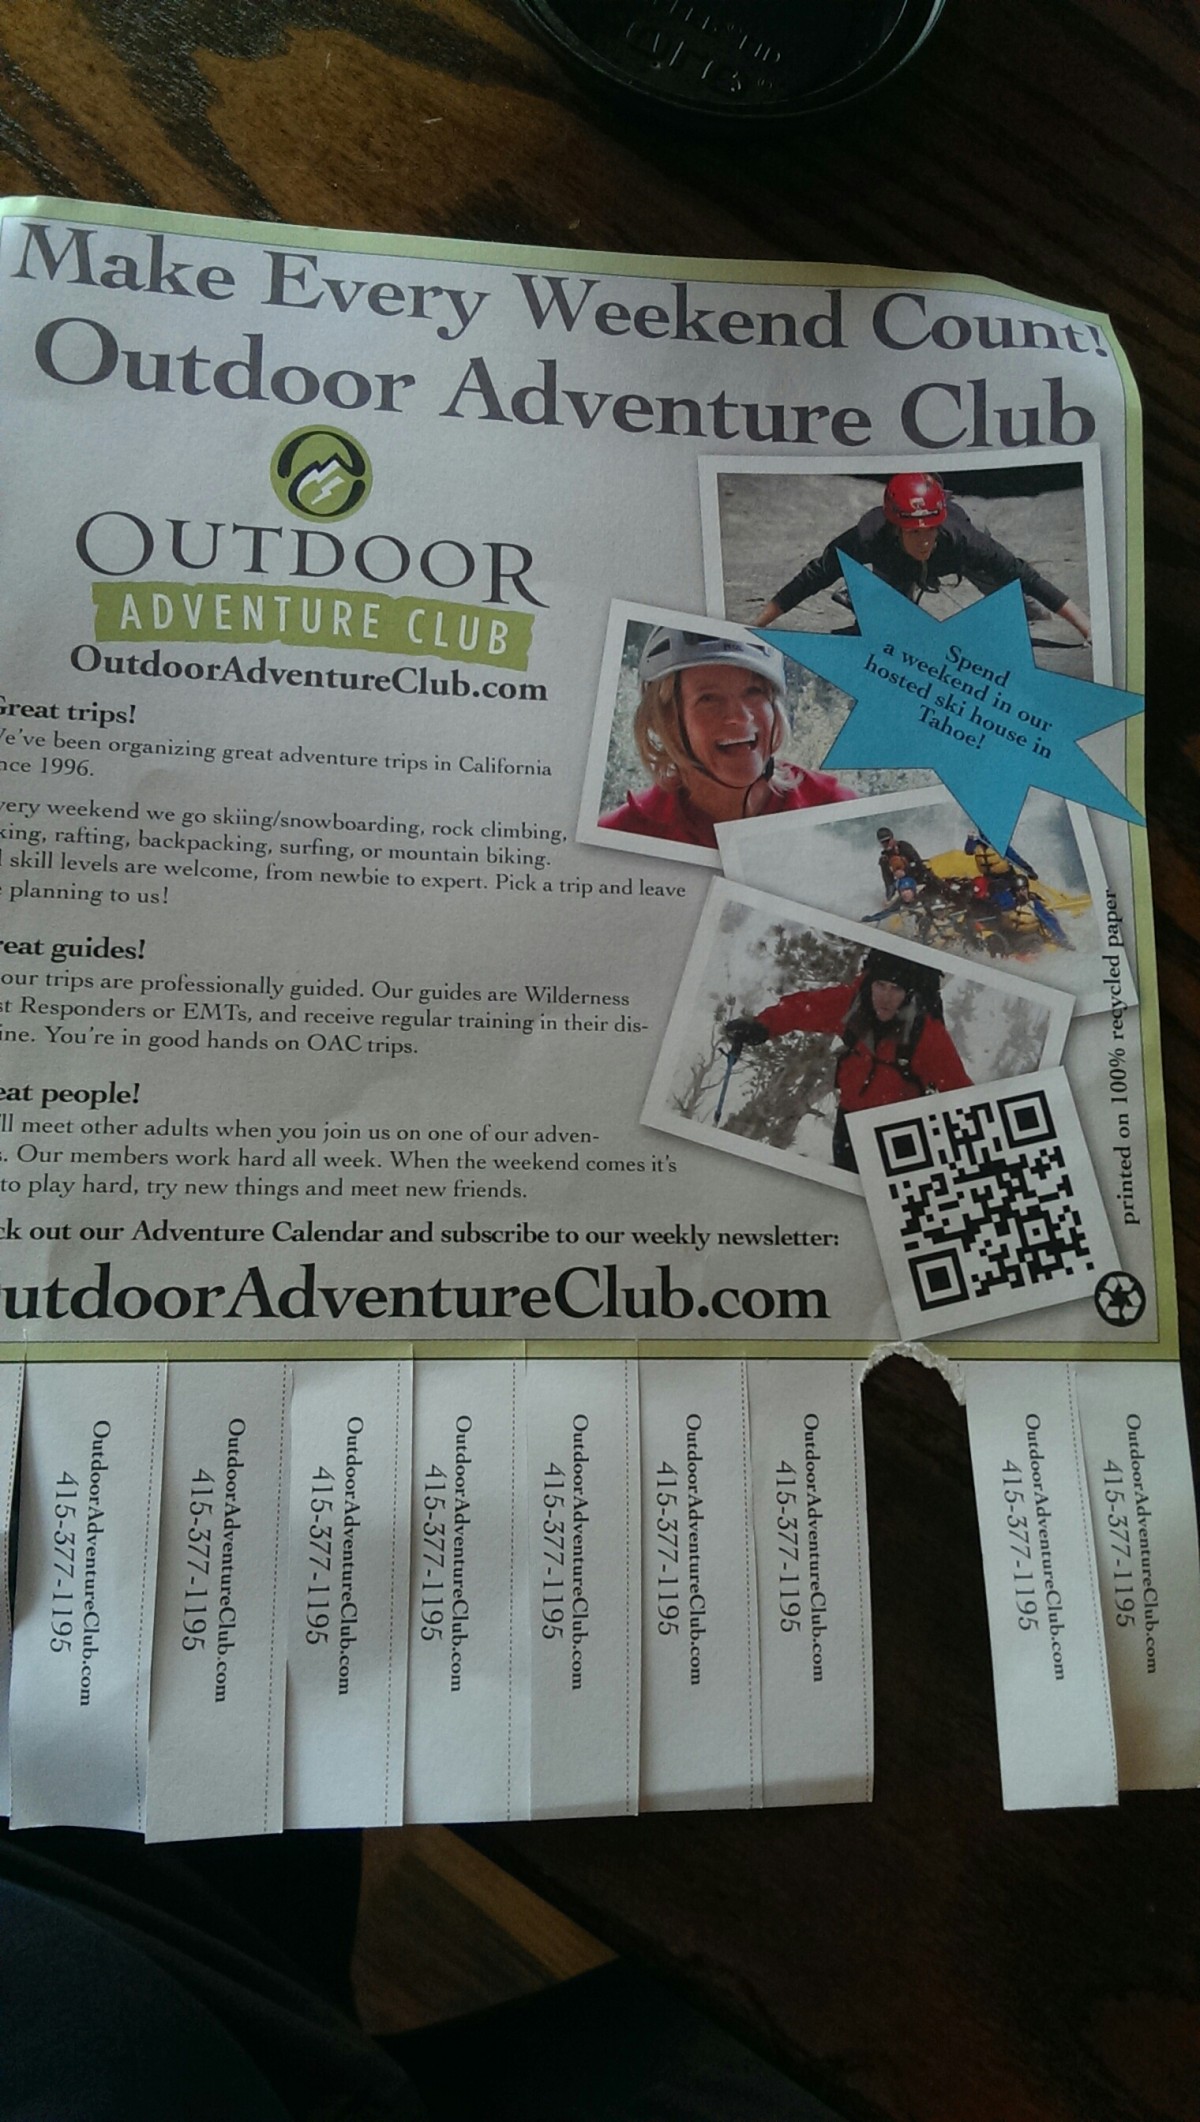 Make Every Weekend Count!
Outdoor Adventure Club
OUTDOOR
ADVENTURE CLUB
OutdoorAdventureClub.com
Spend
a weekend in our
hosted ski house in
Tahoe!
Great trips!
We've been organizing great adventure trips in California
nce 1996.
very weekend we go skiing/snowboarding, rock climbing,
king, rafting, backpacking, surfing, or mountain biking.
l skill levels are welcome, from newbie to expert. Pick a trip and leave
e planning to us!
reat guides!
our trips are professionally guided. Our guides are Wilderness
st Responders or EMTs, and receive regular training in their dis-
ine. You're in good hands on OAC trips.
eat people!
'll meet other adults when you join us on one of our adven-
s. Our members work hard all week. When the weekend comes it's
to play hard, try new things and meet new friends.
ck out our Adventure Calendar and subscribe to our weekly newsletter:
utdoorAdventureClub.com
printed on 100% recycled paper
OutdoorAdventureClub.com
415-377-1195
OutdoorAdventureClub.com
415-377-1195
OutdoorAdventureClub.com
415-377-1195
OutdoorAdventureClub.com
415-377-1195
OutdoorAdventureClub.com
415-377-1195
OutdoorAdventureClub.com
415-377-1195
OutdoorAdventureClub.com
415-377-1195
OutdoorAdventureClub.com
415-377-1195
OutdoorAdventureClub.com
415-377-1195